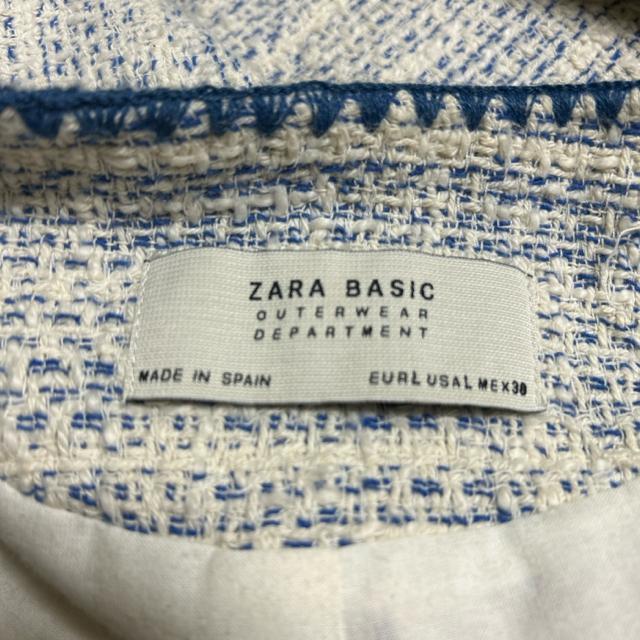 ZARA BASIC
OUTERWEAR
DEPARTMENT
MADE IN SPAIN EUR L USA L MEX 30